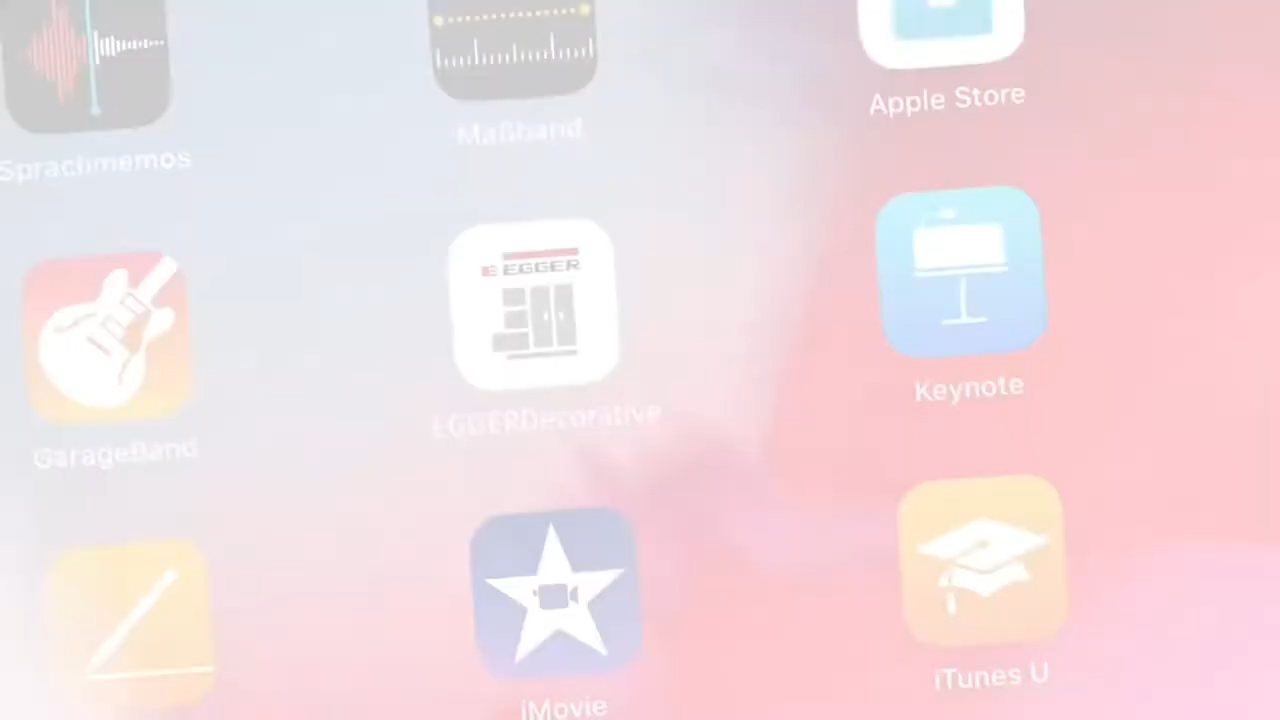 Sprachmemos
Maßband
Apple Store
E EGGER
GarageBand
EGGERDecorative
Keynote
iMovie
iTunes U